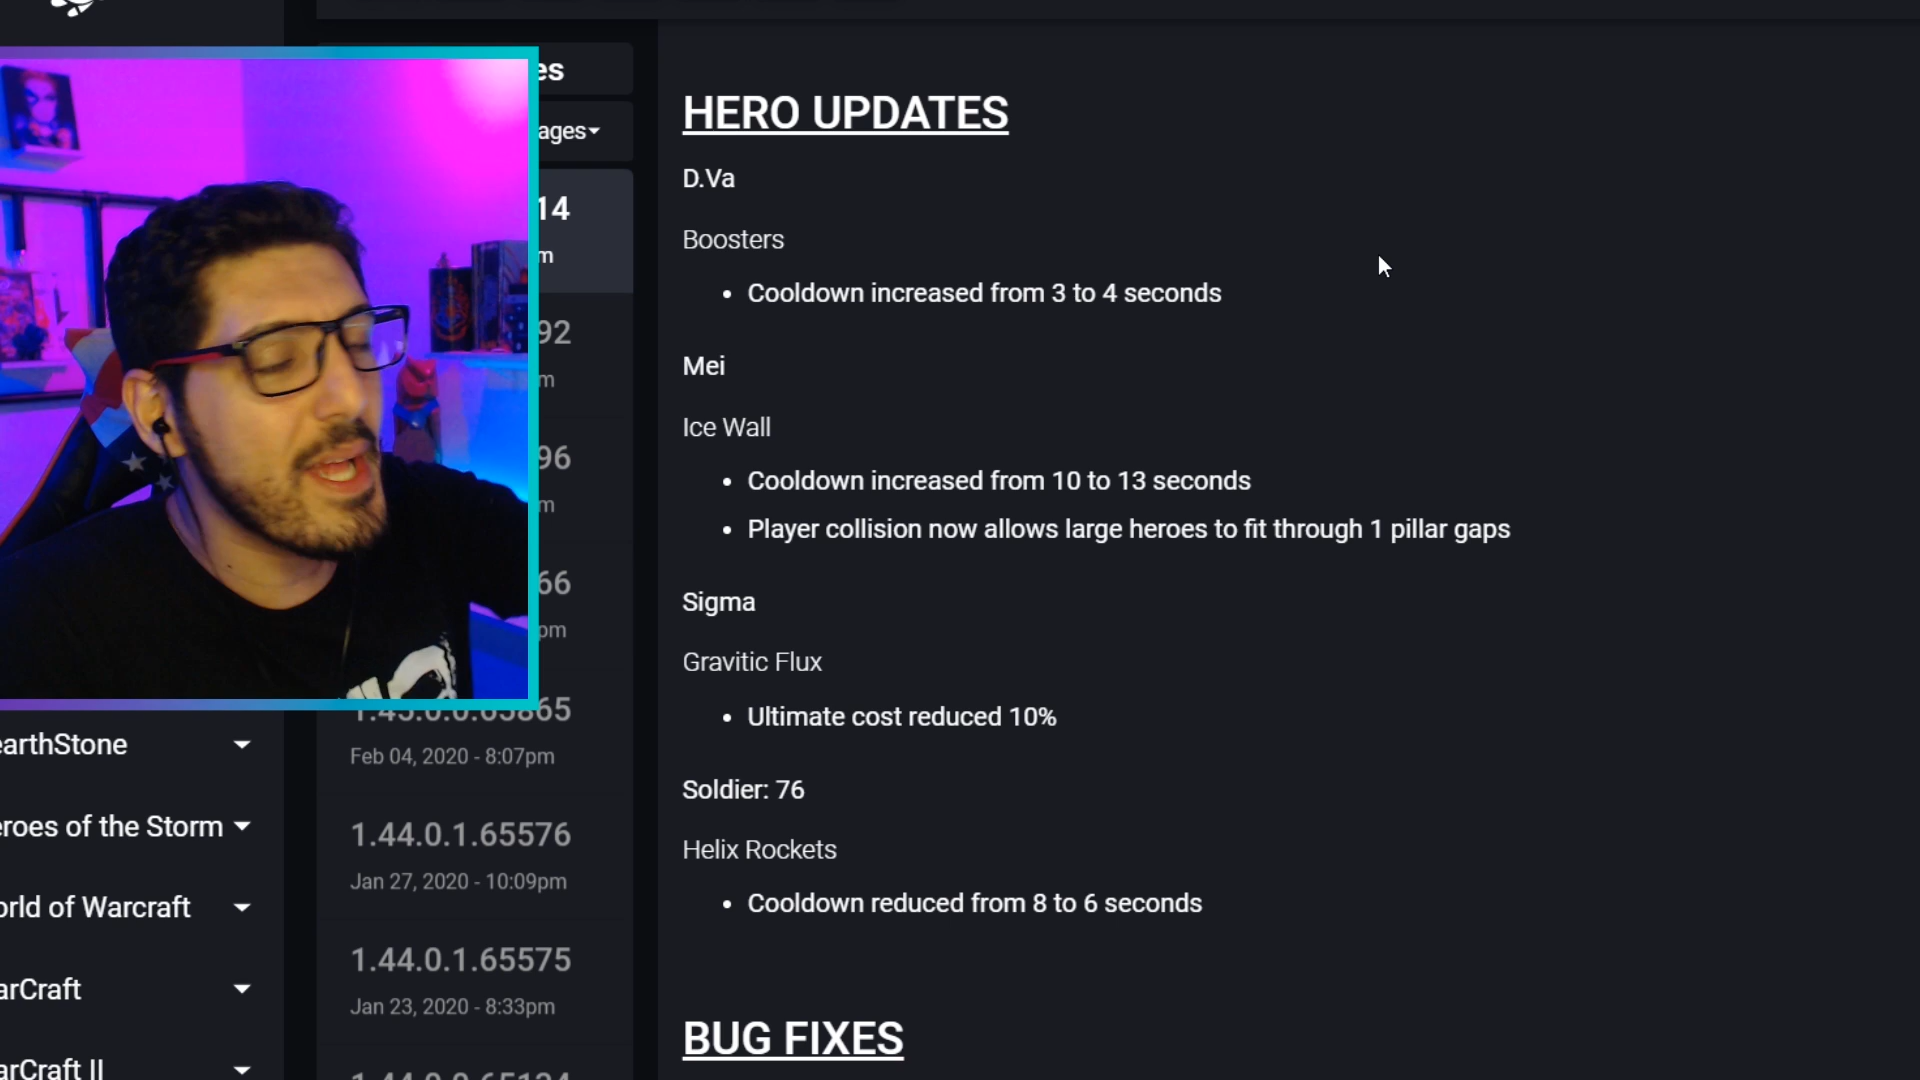 es
ages
14
m
92
m
96
m
66
pm
65
Feb 04, 2020 - 8:07pm
1.44.0.1.65576
Jan 27, 2020 - 10:09pm
1.44.0.1.65575
Jan 23, 2020 - 8:33pm
earthStone
eroes of the Storm
orld of Warcraft
arCraft
arCraft II
HERO UPDATES
D.Va
Boosters
• Cooldown increased from 3 to 4 seconds
Mei
Ice Wall
• Cooldown increased from 10 to 13 seconds
• Player collision now allows large heroes to fit through 1 pillar gaps
Sigma
Gravitic Flux
• Ultimate cost reduced 10%
Soldier: 76
Helix Rockets
• Cooldown reduced from 8 to 6 seconds
BUG FIXES